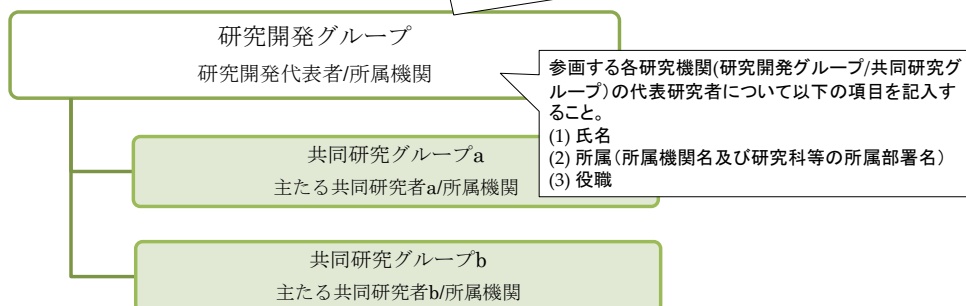 研究開発グループ
研究開発代表者/所属機関
参画する各研究機関(研究開発グループ/共同研究グ
ループ)の代表研究者について以下の項目を記入す
ること。
(1) 氏名
(2) 所属(所属機関名及び研究科等の所属部署名)
(3) 役職
共同研究グループa
主たる共同研究者a/所属機関
共同研究グループb
主たる共同研究者b/所属機関